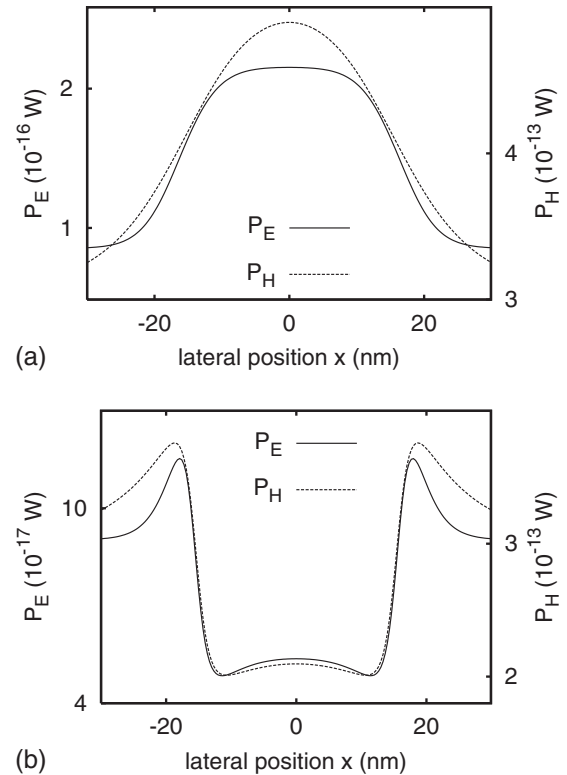 2
1
P_E (10^-16 W)
4
3
P_H (10^-13 W)
P_E
P_H
-20 0 20
(a) lateral position x (nm)
10
4
P_E (10^-17 W)
3
2
P_H (10^-13 W)
P_E
P_H
-20 0 20
(b) lateral position x (nm)